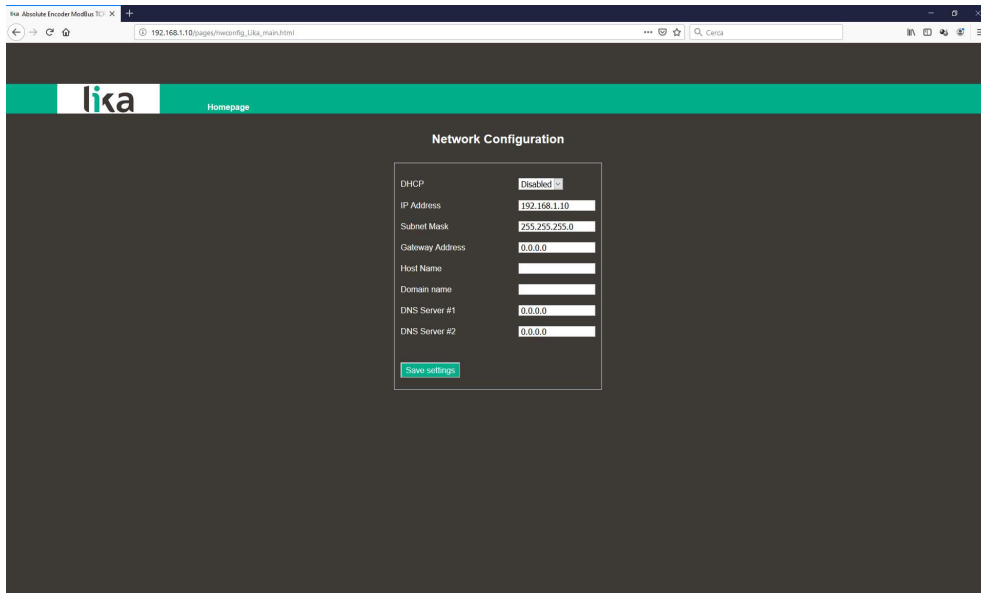 lika Absolute Encoder ModBus TCP
192.168.1.10/pages/nwconfig_Lika_main.html
Cerca
lika
Homepage
Network Configuration
DHCP Disabled
IP Address 192.168.1.10
Subnet Mask 255.255.255.0
Gateway Address 0.0.0.0
Host Name
Domain name
DNS Server #1 0.0.0.0
DNS Server #2 0.0.0.0
Save settings